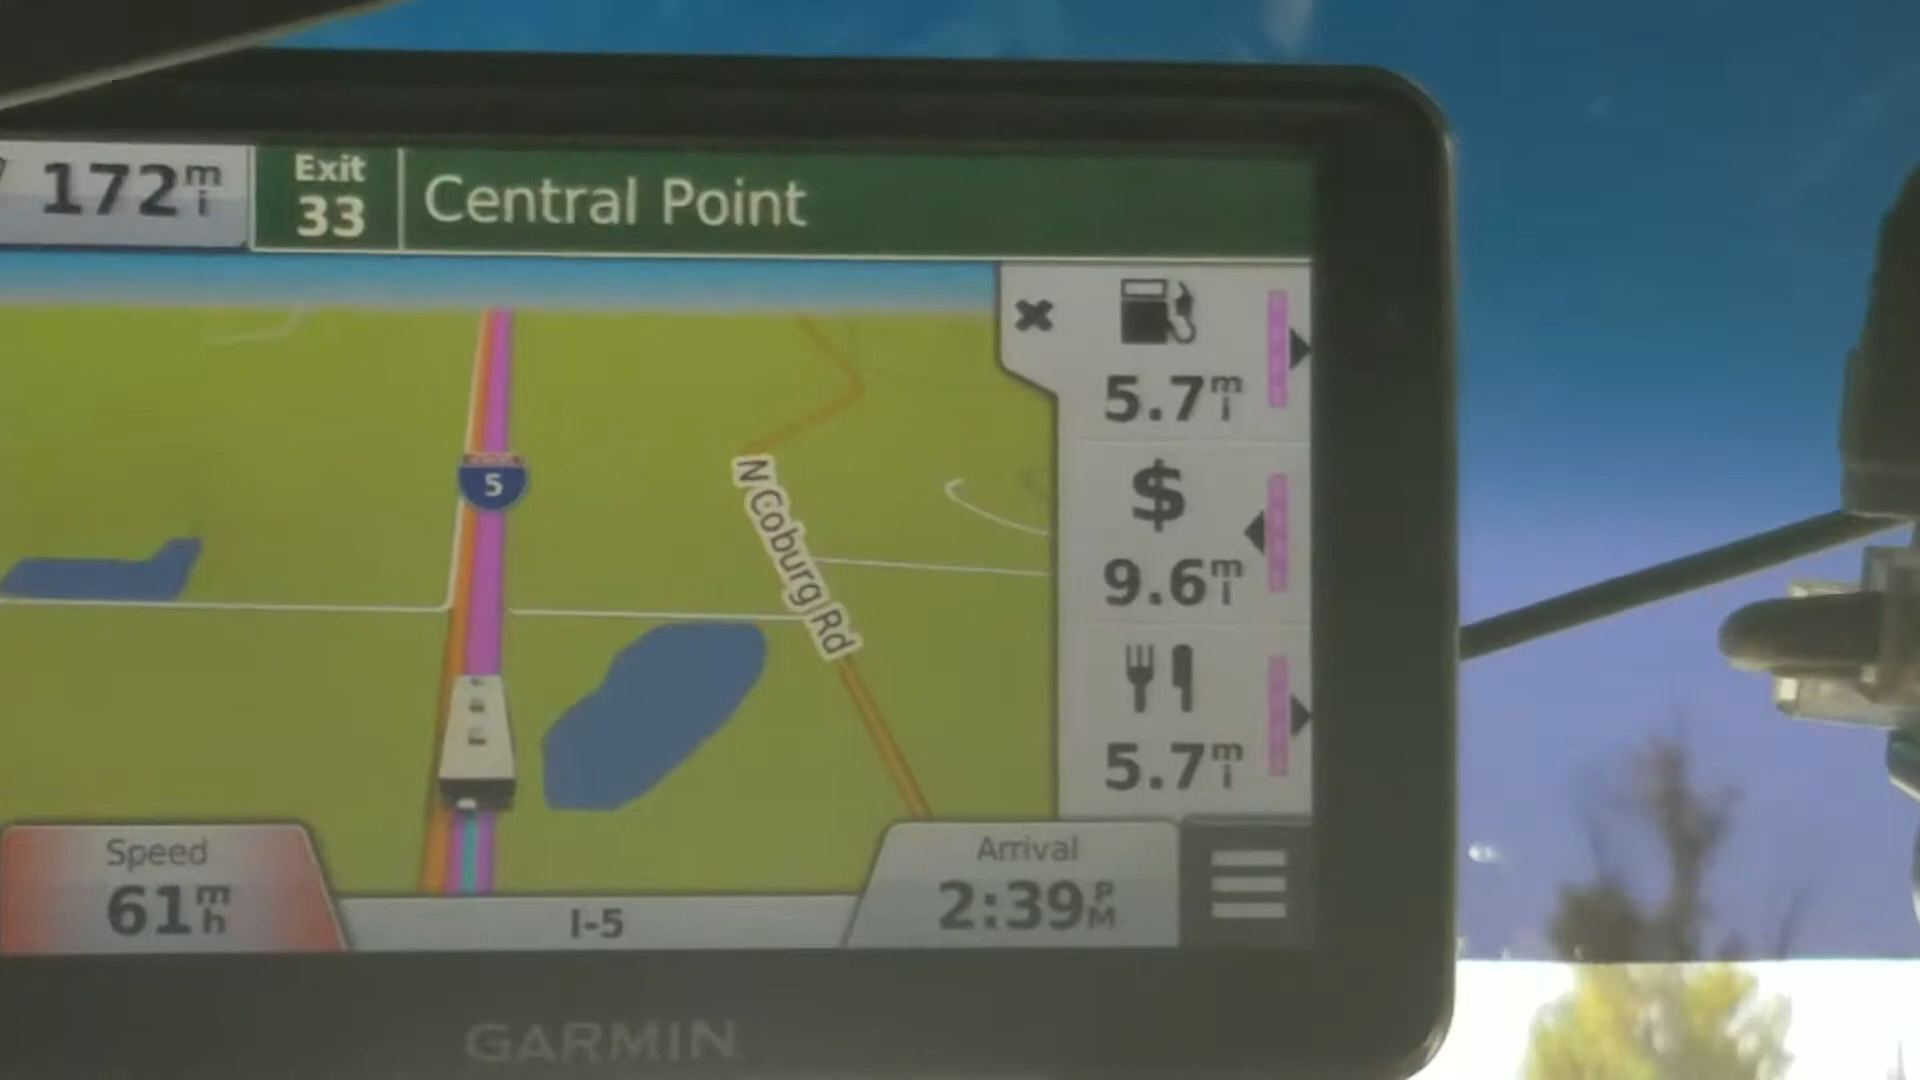 172 mi
Exit 33
Central Point
5.7 mi
5
$
9.6 mi
N Coburg Rd
5.7 mi
Speed
61 mh
I-5
Arrival
2:39 PM
GARMIN